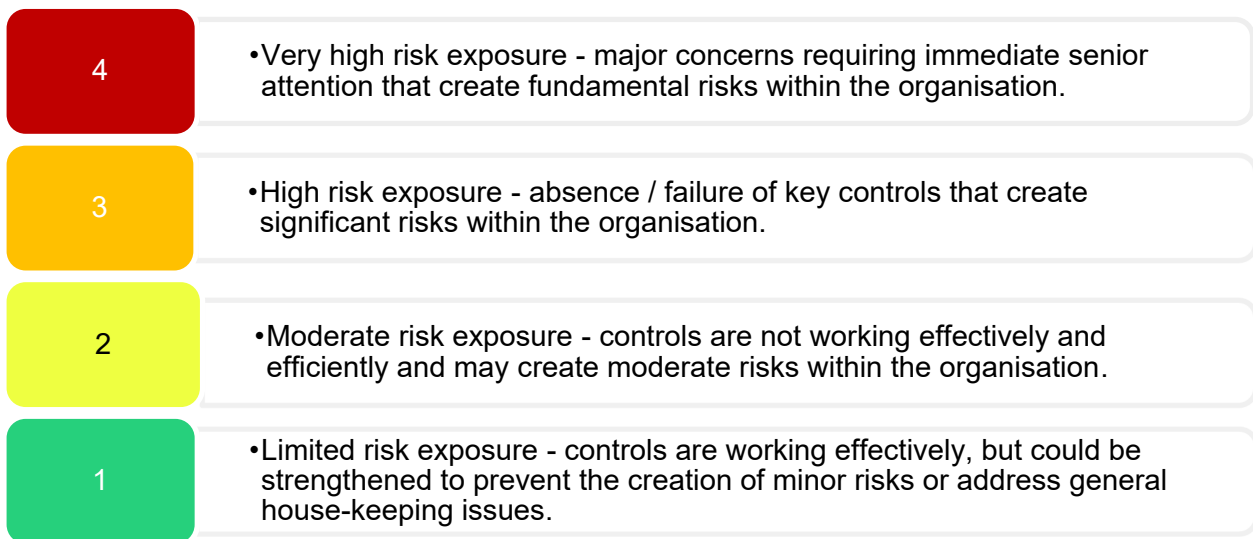 4
•Very high risk exposure - major concerns requiring immediate senior
attention that create fundamental risks within the organisation.
3
•High risk exposure - absence / failure of key controls that create
significant risks within the organisation.
2
•Moderate risk exposure - controls are not working effectively and
efficiently and may create moderate risks within the organisation.
1
•Limited risk exposure - controls are working effectively, but could be
strengthened to prevent the creation of minor risks or address general
house-keeping issues.